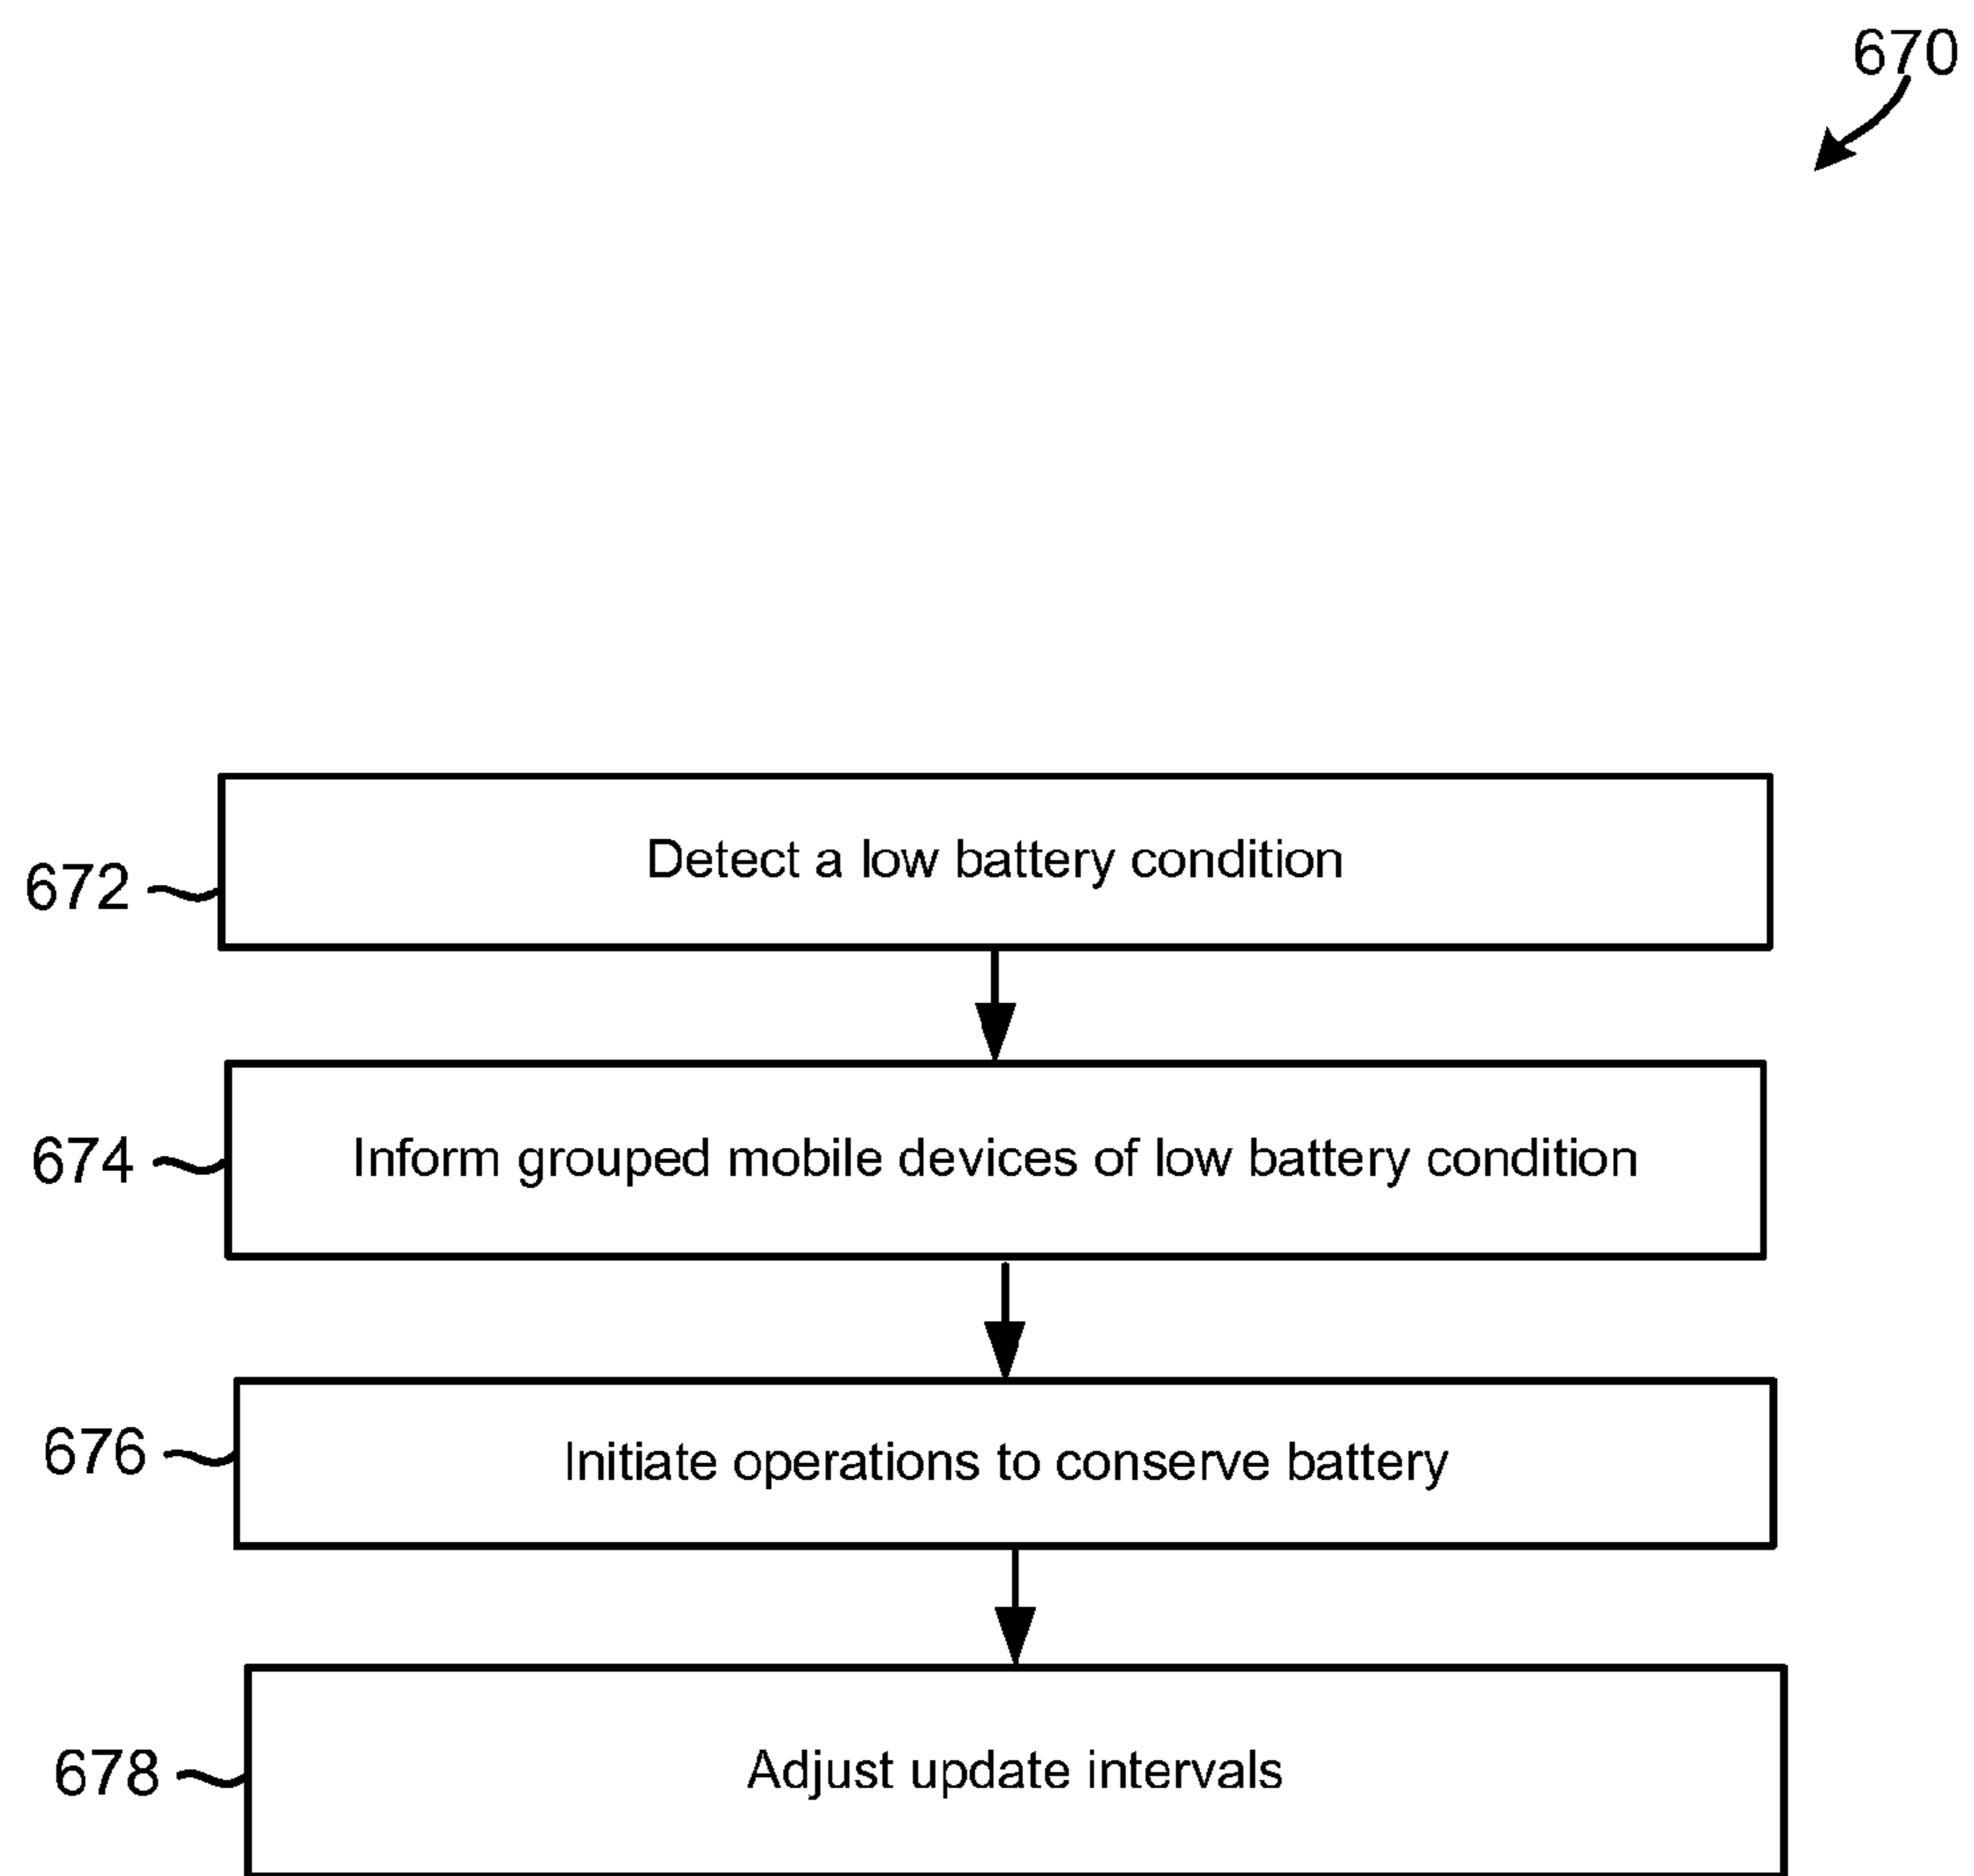 670
Detect a low battery condition
672
Inform grouped mobile devices of low battery condition
674
Initiate operations to conserve battery
676
Adjust update intervals
678